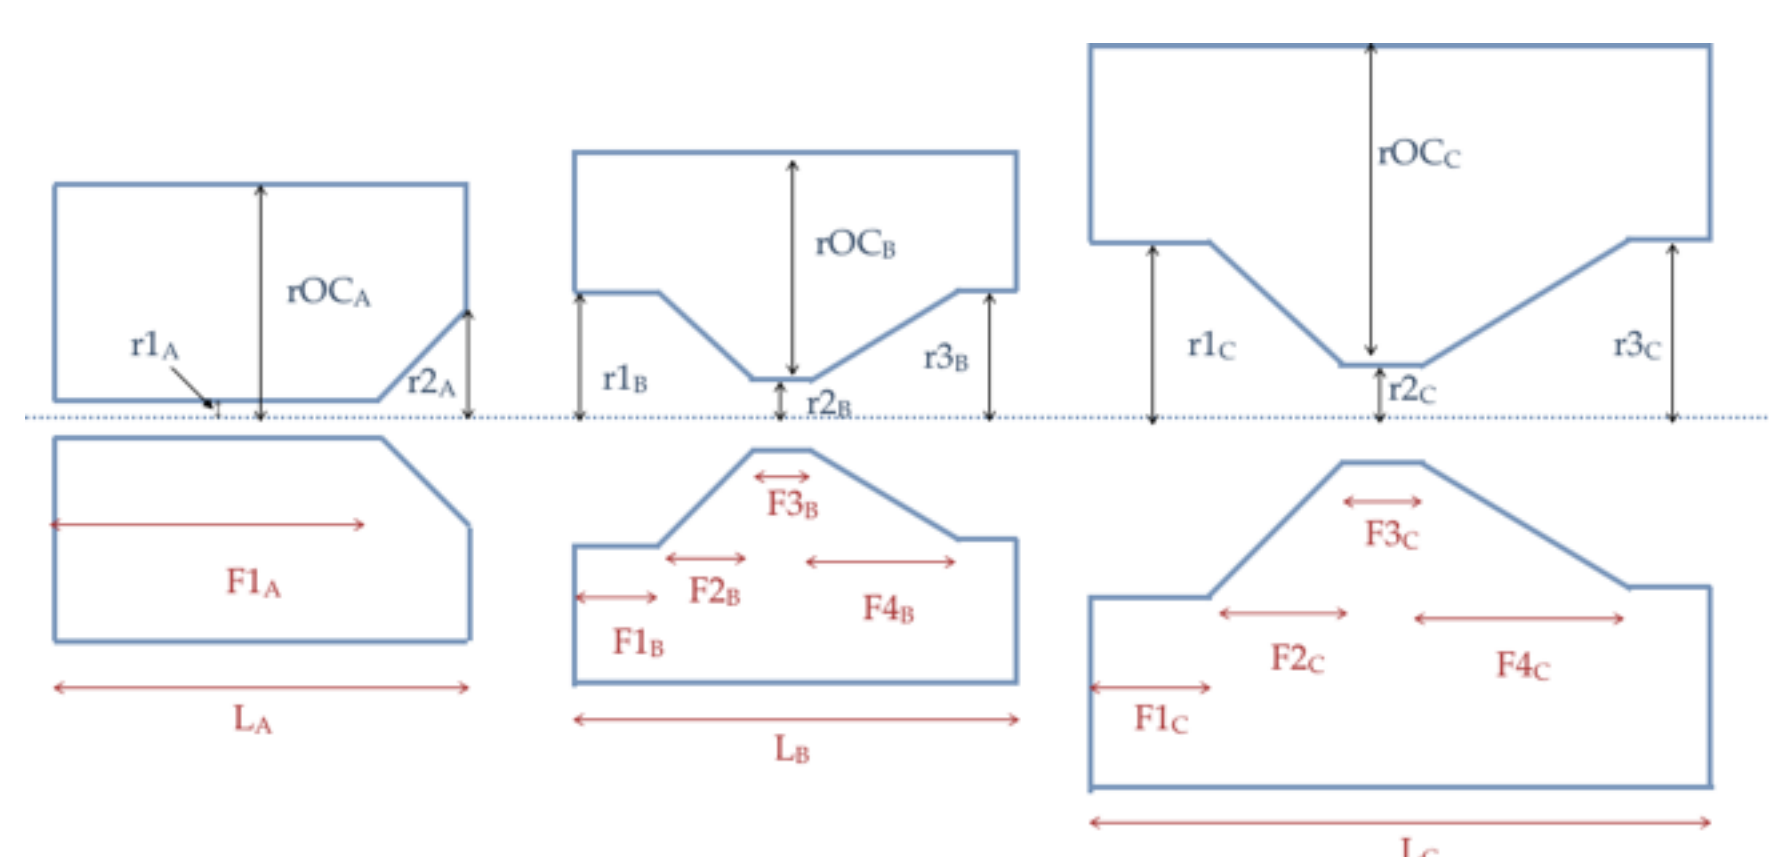 rOCA
r1A
r2A
F1A
LA
rOCB
r1B
r2B
r3B
F3B
F2B
F4B
F1B
LB
rOCC
r1C
r2C
r3C
F3C
F2C
F4C
F1C
LC